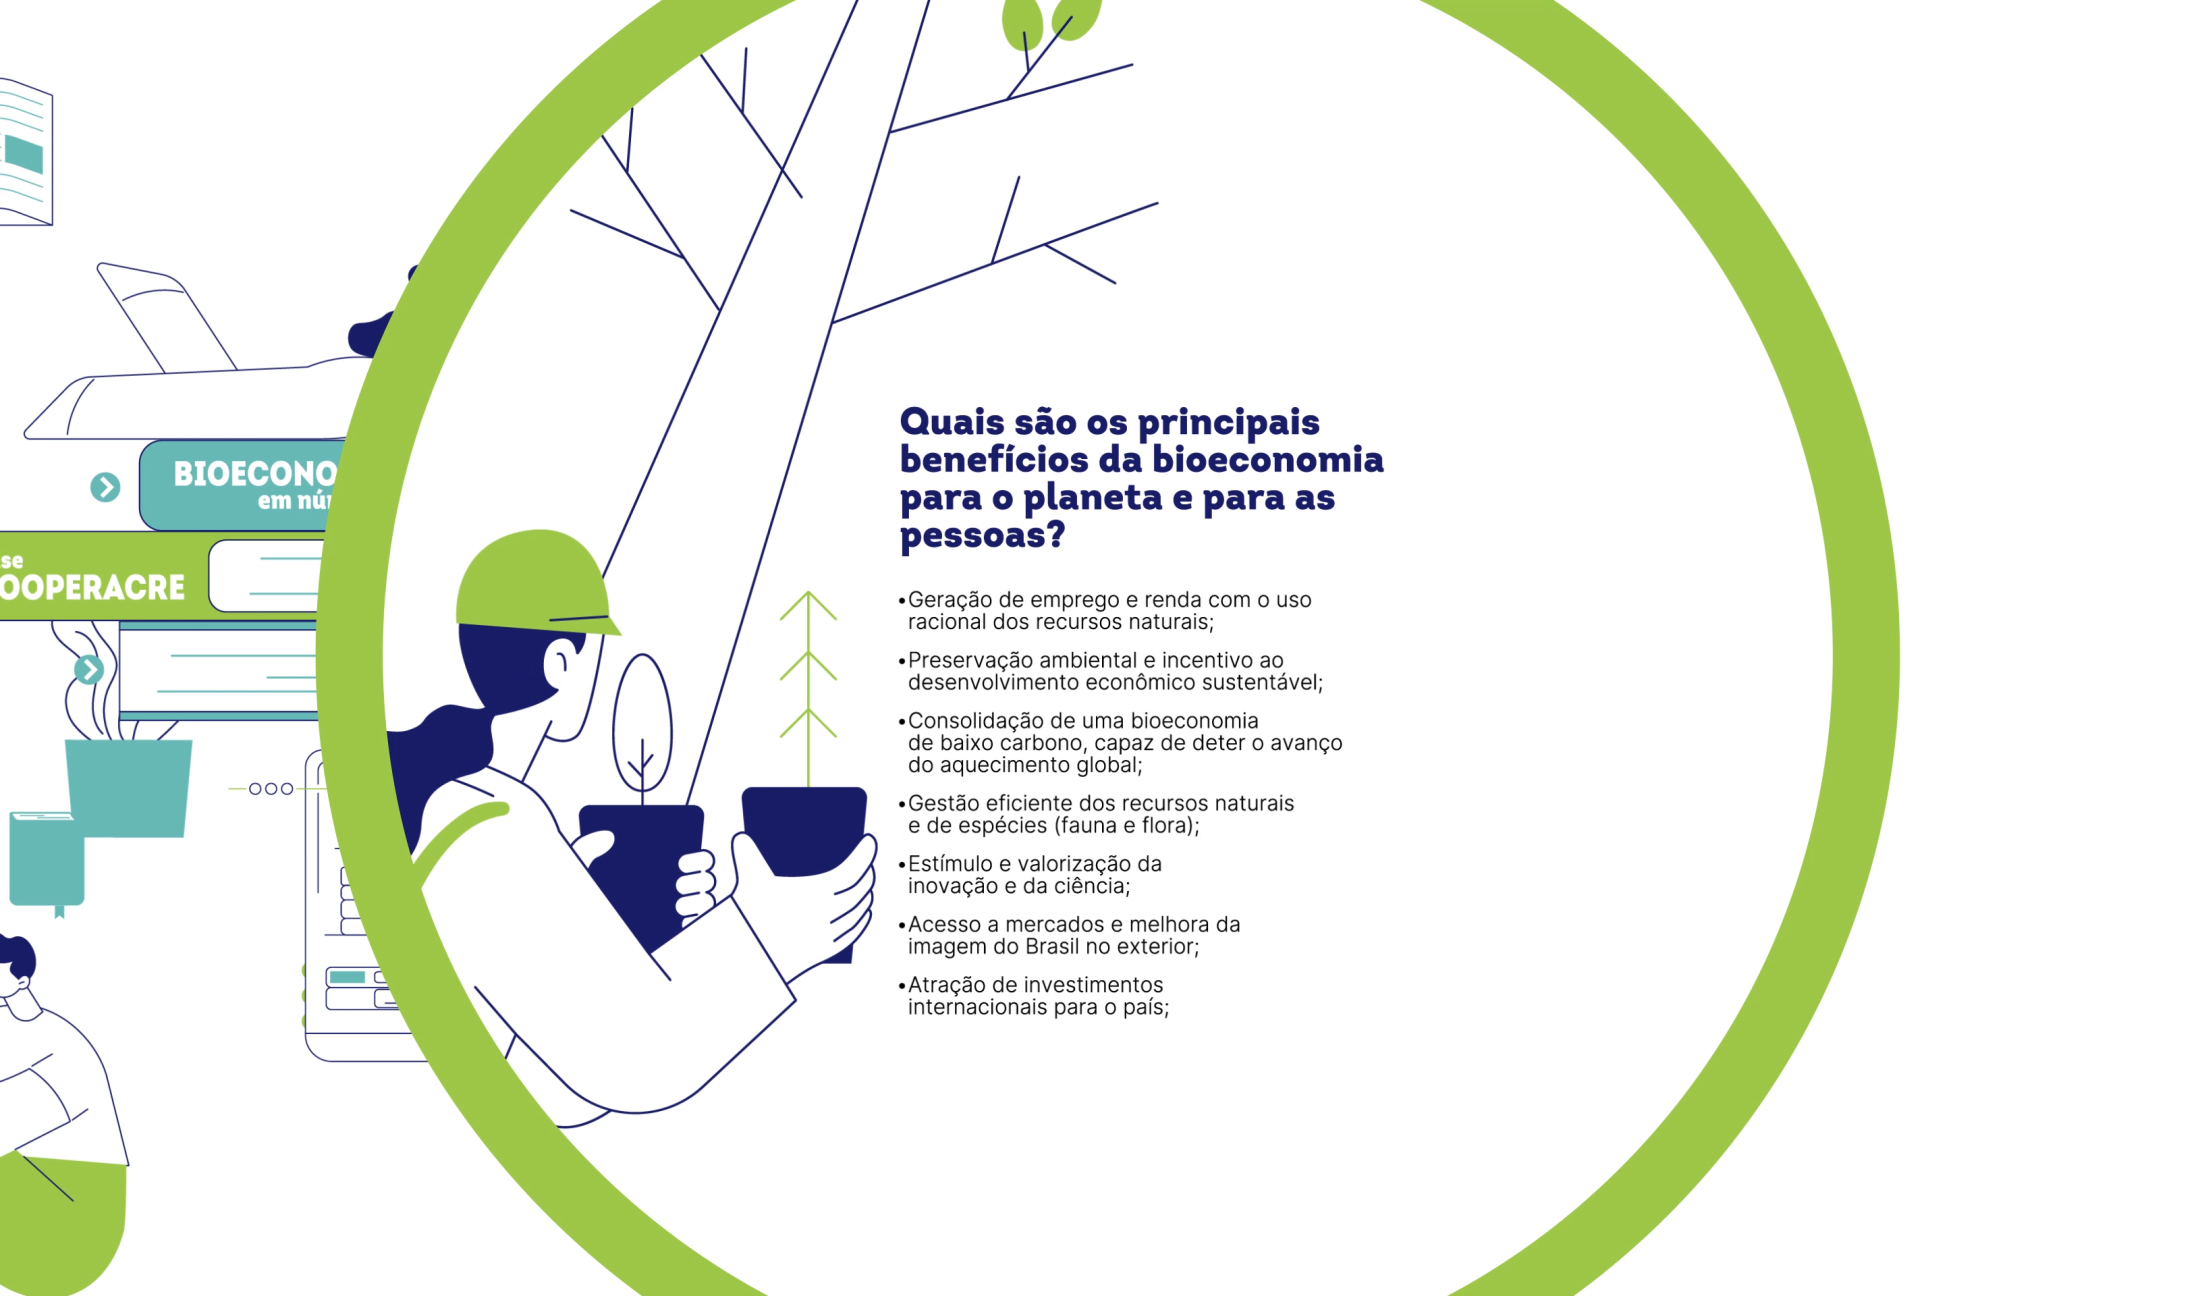 BIOECONO
em nú
se
OOPERACRE
Quais são os principais
benefícios da bioeconomia
para o planeta e para as
pessoas?
•Geração de emprego e renda com o uso
racional dos recursos naturais;
•Preservação ambiental e incentivo ao
desenvolvimento econômico sustentável;
•Consolidação de uma bioeconomia
de baixo carbono, capaz de deter o avanço
do aquecimento global;
•Gestão eficiente dos recursos naturais
e de espécies (fauna e flora);
•Estímulo e valorização da
inovação e da ciência;
•Acesso a mercados e melhora da
imagem do Brasil no exterior;
•Atração de investimentos
internacionais para o país;